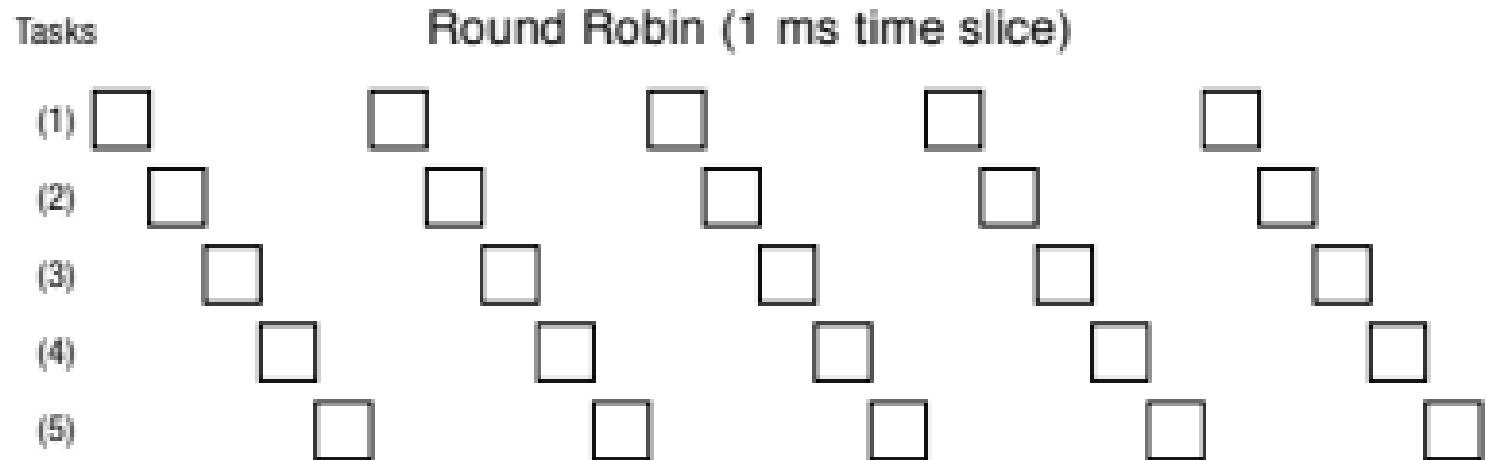 Tasks
Round Robin (1 ms time slice)
(1)
(2)
(3)
(4)
(5)